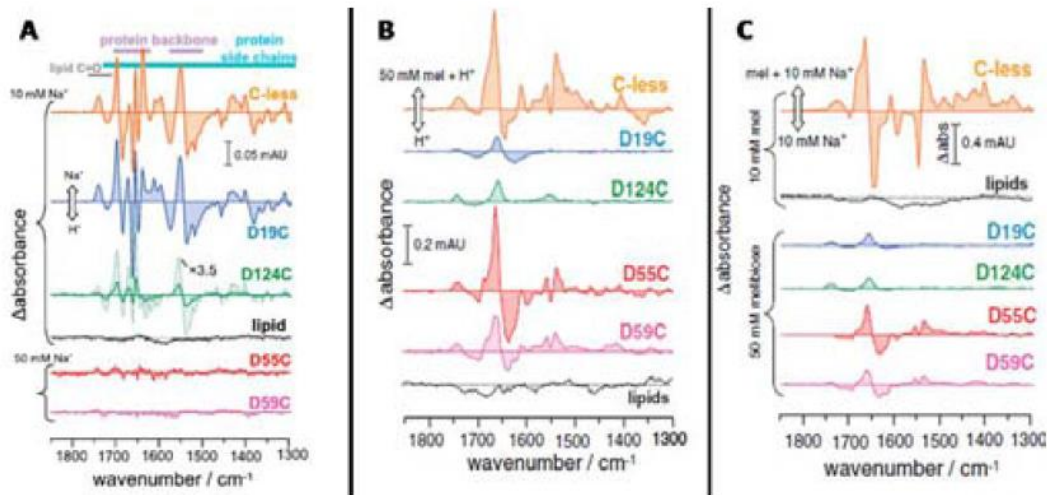 A
protein backbone
protein
side chains
lipid C=O
10 mM Na⁺
C-less
0.05 mAU
Na⁺
H⁺
D19C
×3.5
D124C
lipid
50 mM Na⁺
D55C
D59C
Δabsorbance
1800 1700 1600 1500 1400 1300
wavenumber / cm⁻¹
B
50 mM mel + H⁺
C-less
H⁺
D19C
D124C
0.2 mAU
D55C
D59C
lipids
Δ absorbance
1800 1700 1600 1500 1400 1300
wavenumber / cm⁻¹
C
mel + 10 mM Na⁺
C-less
10 mM Na⁺
Δabs
0.4 mAU
10 mM mel
lipids
D19C
D124C
D55C
D59C
50 mM melbiose
Δ absorbance
1800 1700 1600 1500 1400 1300
wavenumber / cm⁻¹